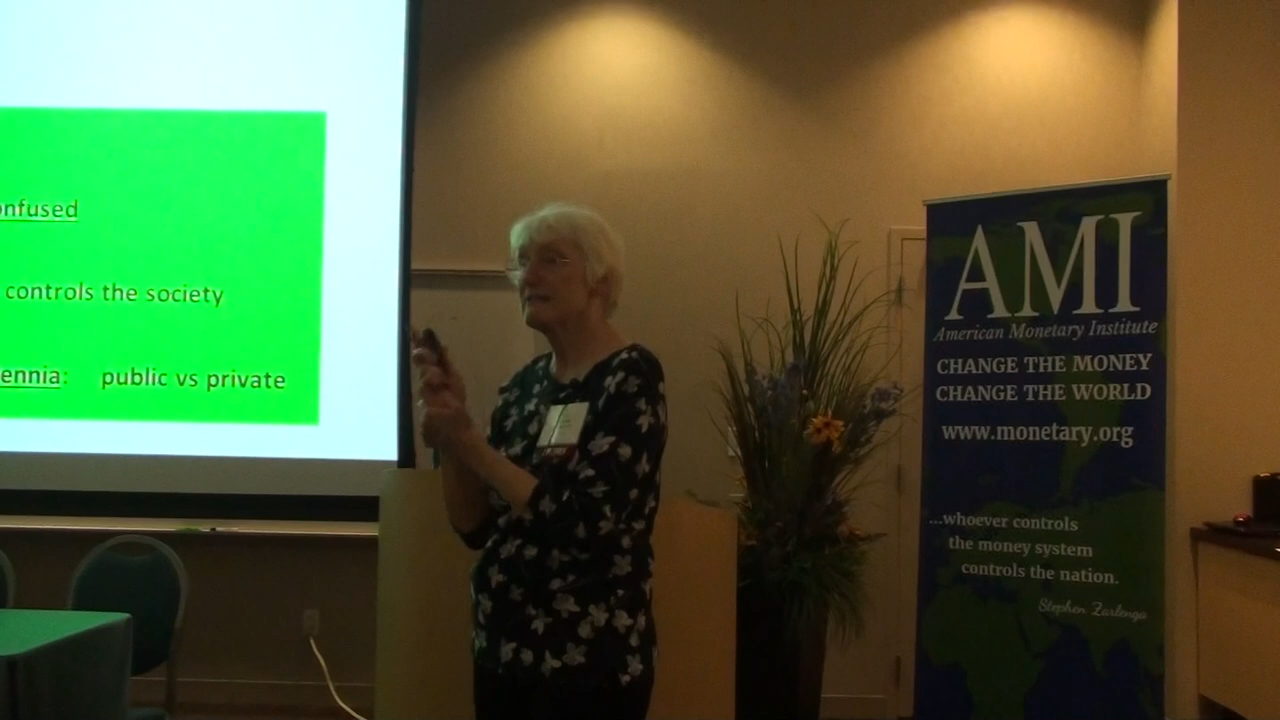 onfused
controls the society
ennia: public vs private
AMI
American Monetary Institute
CHANGE THE MONEY
CHANGE THE WORLD
www.monetary.org
...whoever controls
the money system
controls the nation.
Stephen Zarlenga